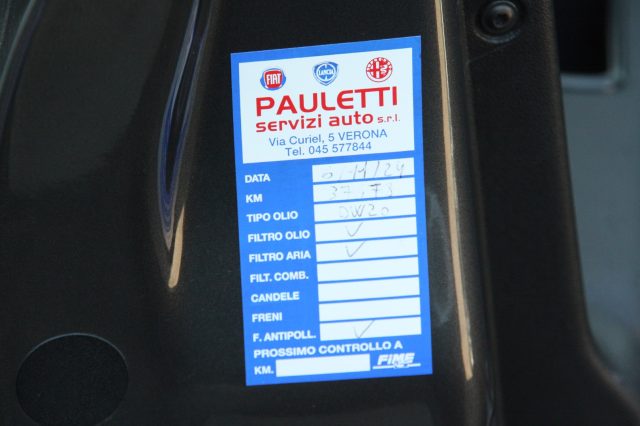 FIAT
LANCIA
PAULETTI
servizi auto s.r.l.
Via Curiel, 5 VERONA
Tel. 045 577844
DATA
KM
TIPO OLIO 0W20
FILTRO OLIO ✓
FILTRO ARIA ✓
FILT. COMB.
CANDELE
FRENI
F. ANTIPOLL. ✓
PROSSIMO CONTROLLO A
KM. FIME